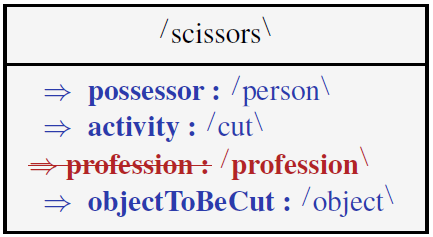 /scissors\
⇒ possessor : /person\
⇒ activity : /cut\
⇒ profession : /profession\
⇒ objectToBeCut : /object\